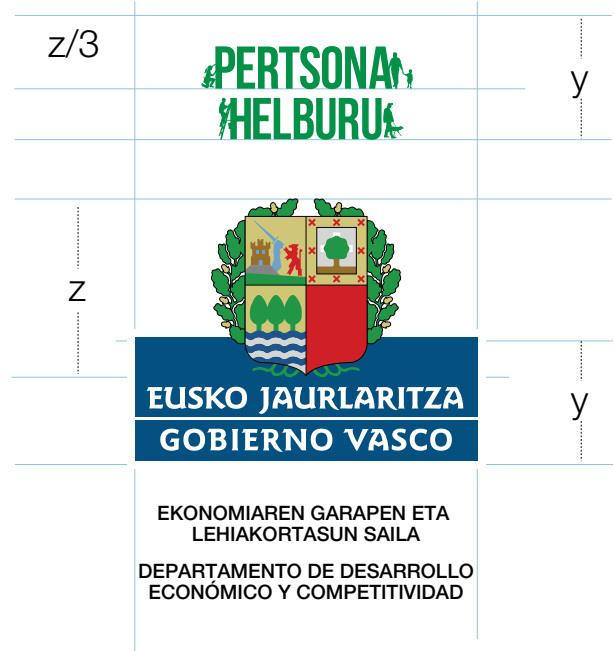 z/3
PERTSONA
HELBURU
y
z
EUSKO JAURLARITZA
GOBIERNO VASCO
y
EKONOMIAREN GARAPEN ETA
LEHIAKORTASUN SAILA
DEPARTAMENTO DE DESARROLLO
ECONÓMICO Y COMPETITIVIDAD